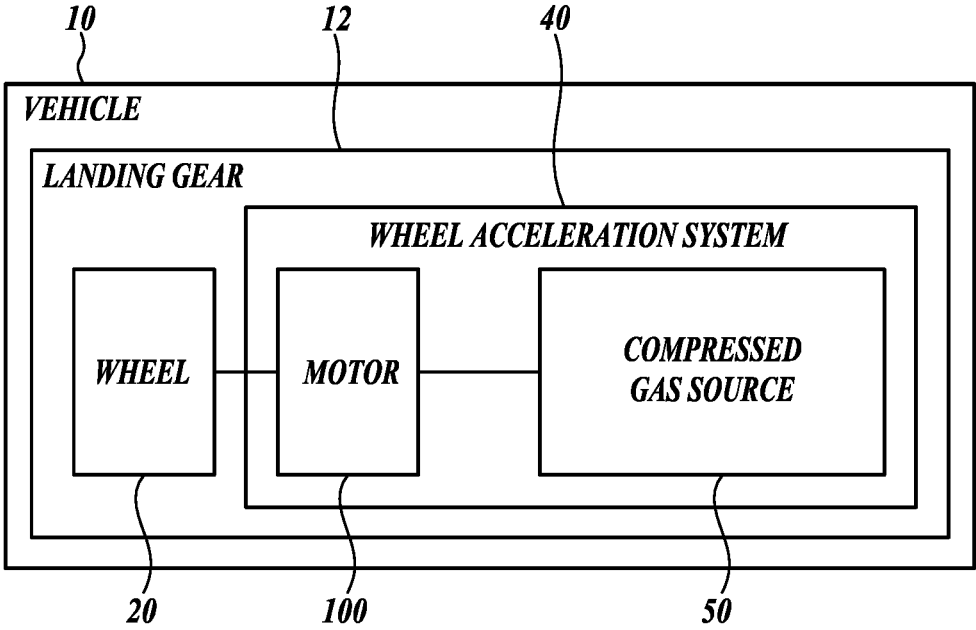 10 12 40
VEHICLE
LANDING GEAR
WHEEL ACCELERATION SYSTEM
WHEEL
MOTOR
COMPRESSED
GAS SOURCE
20 100 50